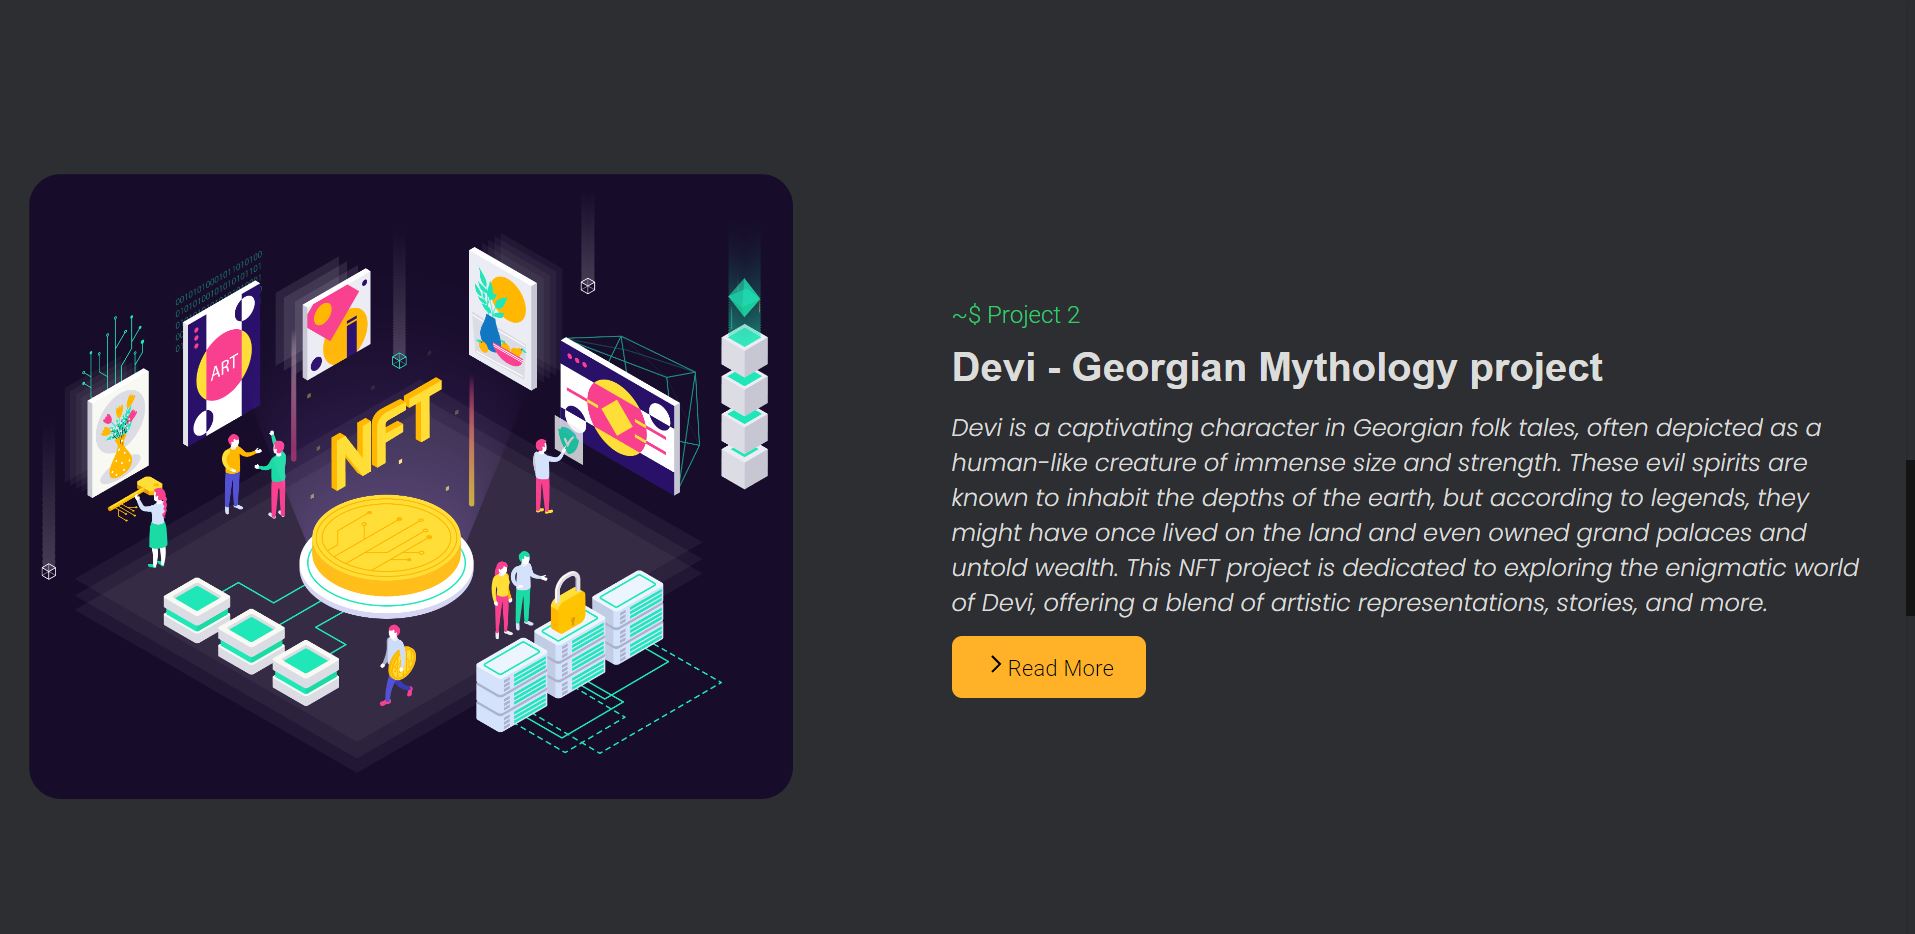 ART
NFT
~$ Project 2
Devi - Georgian Mythology project
Devi is a captivating character in Georgian folk tales, often depicted as a
human-like creature of immense size and strength. These evil spirits are
known to inhabit the depths of the earth, but according to legends, they
might have once lived on the land and even owned grand palaces and
untold wealth. This NFT project is dedicated to exploring the enigmatic world
of Devi, offering a blend of artistic representations, stories, and more.
Read More